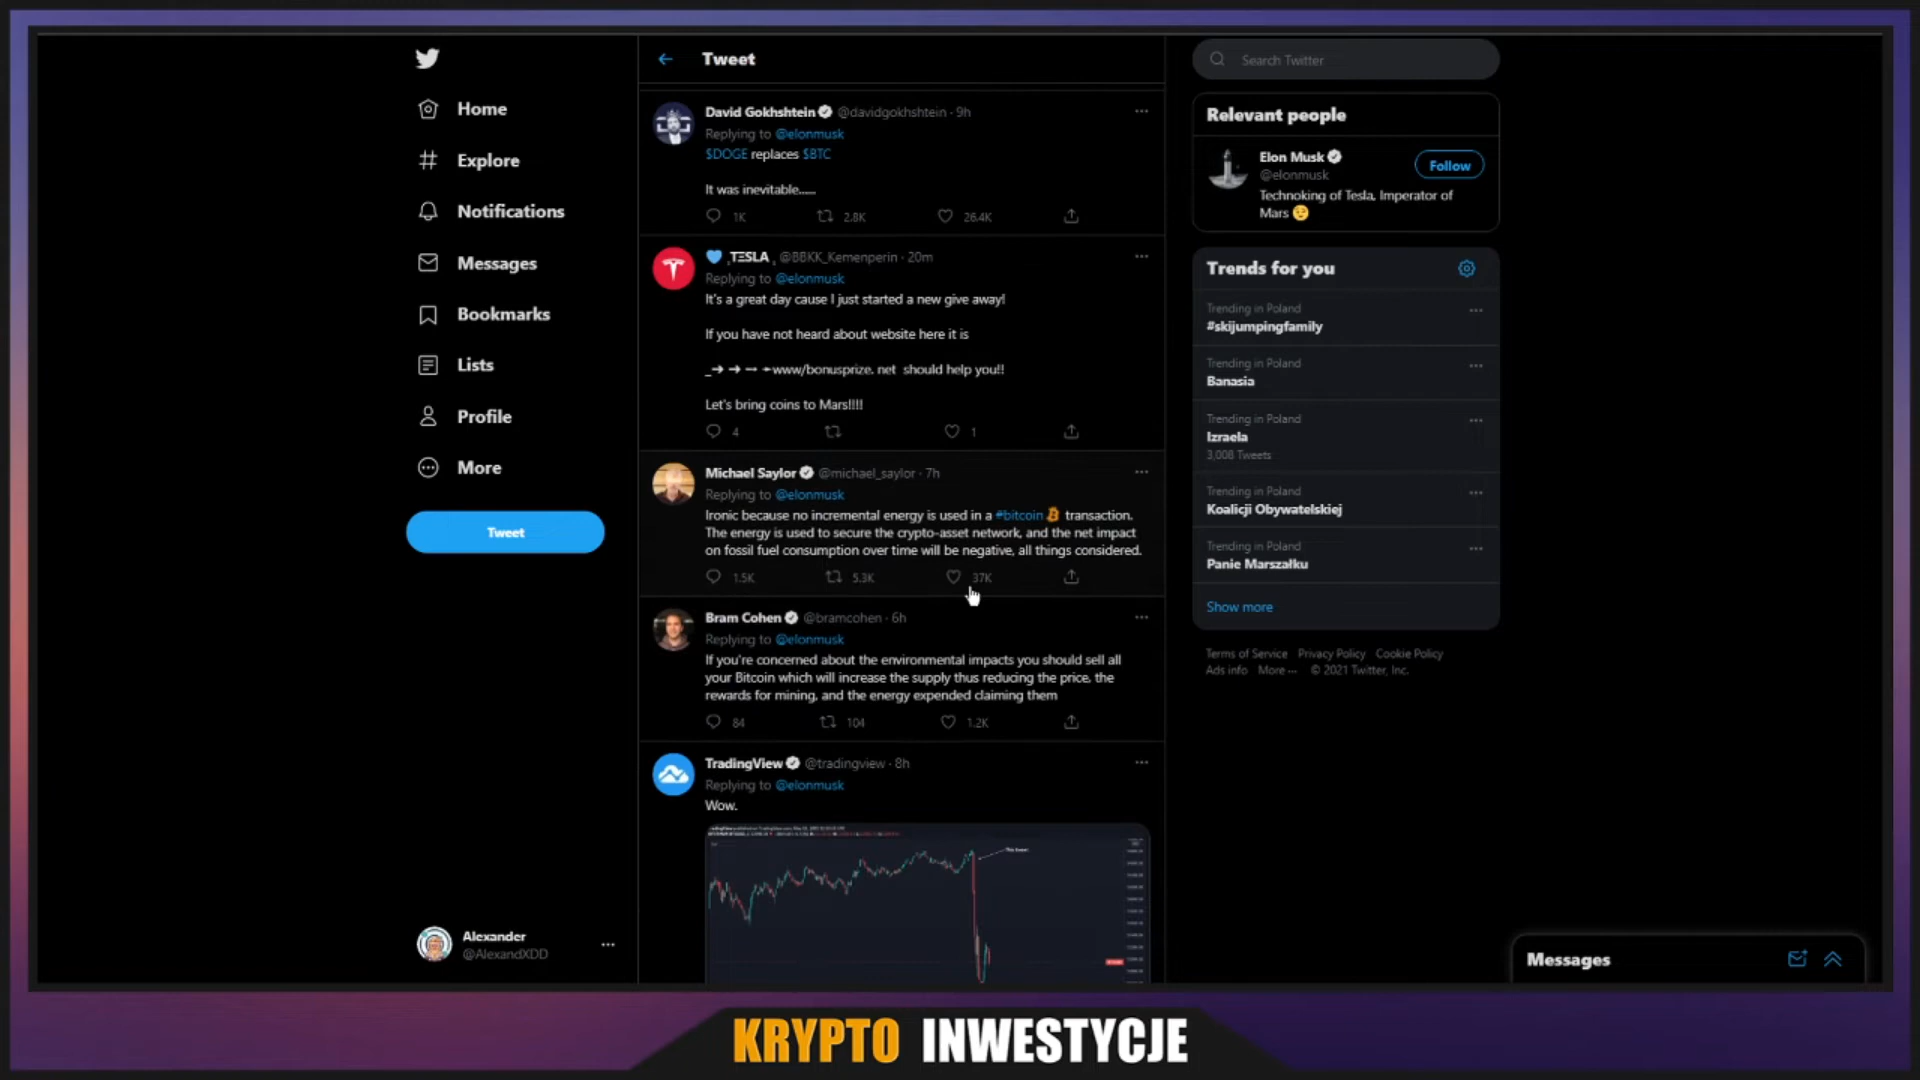 Home
Explore
Notifications
Messages
Bookmarks
Lists
Profile
More
Tweet
Alexander
@AlexandXDD
Tweet
David Gokhshtein @davidgokhshtein · 9h
Replying to @elonmusk
$DOGE replaces $BTC
It was inevitable.....
1K 2.8K 26.4K
TΞSLA @BBKK_Kemenperin · 20m
Replying to @elonmusk
It's a great day cause I just started a new give away!
If you have not heard about website here it is
_➔ ➔ ➙ ➛www/bonusprize. net should help you!!
Let's bring coins to Mars!!!!
4 1
Michael Saylor @michael_saylor · 7h
Replying to @elonmusk
Ironic because no incremental energy is used in a #bitcoin transaction.
The energy is used to secure the crypto-asset network, and the net impact
on fossil fuel consumption over time will be negative, all things considered.
1.5K 5.3K 37K
Bram Cohen @bramcohen · 6h
Replying to @elonmusk
If you're concerned about the environmental impacts you should sell all
your Bitcoin which will increase the supply thus reducing the price, the
rewards for mining, and the energy expended claiming them
84 104 1.2K
TradingView @tradingview · 8h
Replying to @elonmusk
Wow.
Search Twitter
Relevant people
Elon Musk
@elonmusk
Follow
Technoking of Tesla, Imperator of
Mars
Trends for you
Trending in Poland
#skijumpingfamily
Trending in Poland
Banasia
Trending in Poland
Izraela
3,008 Tweets
Trending in Poland
Koalicji Obywatelskiej
Trending in Poland
Panie Marszałku
Show more
Terms of Service Privacy Policy Cookie Policy
Ads info More ··· © 2021 Twitter, Inc.
Messages
KRYPTO INWESTYCJE